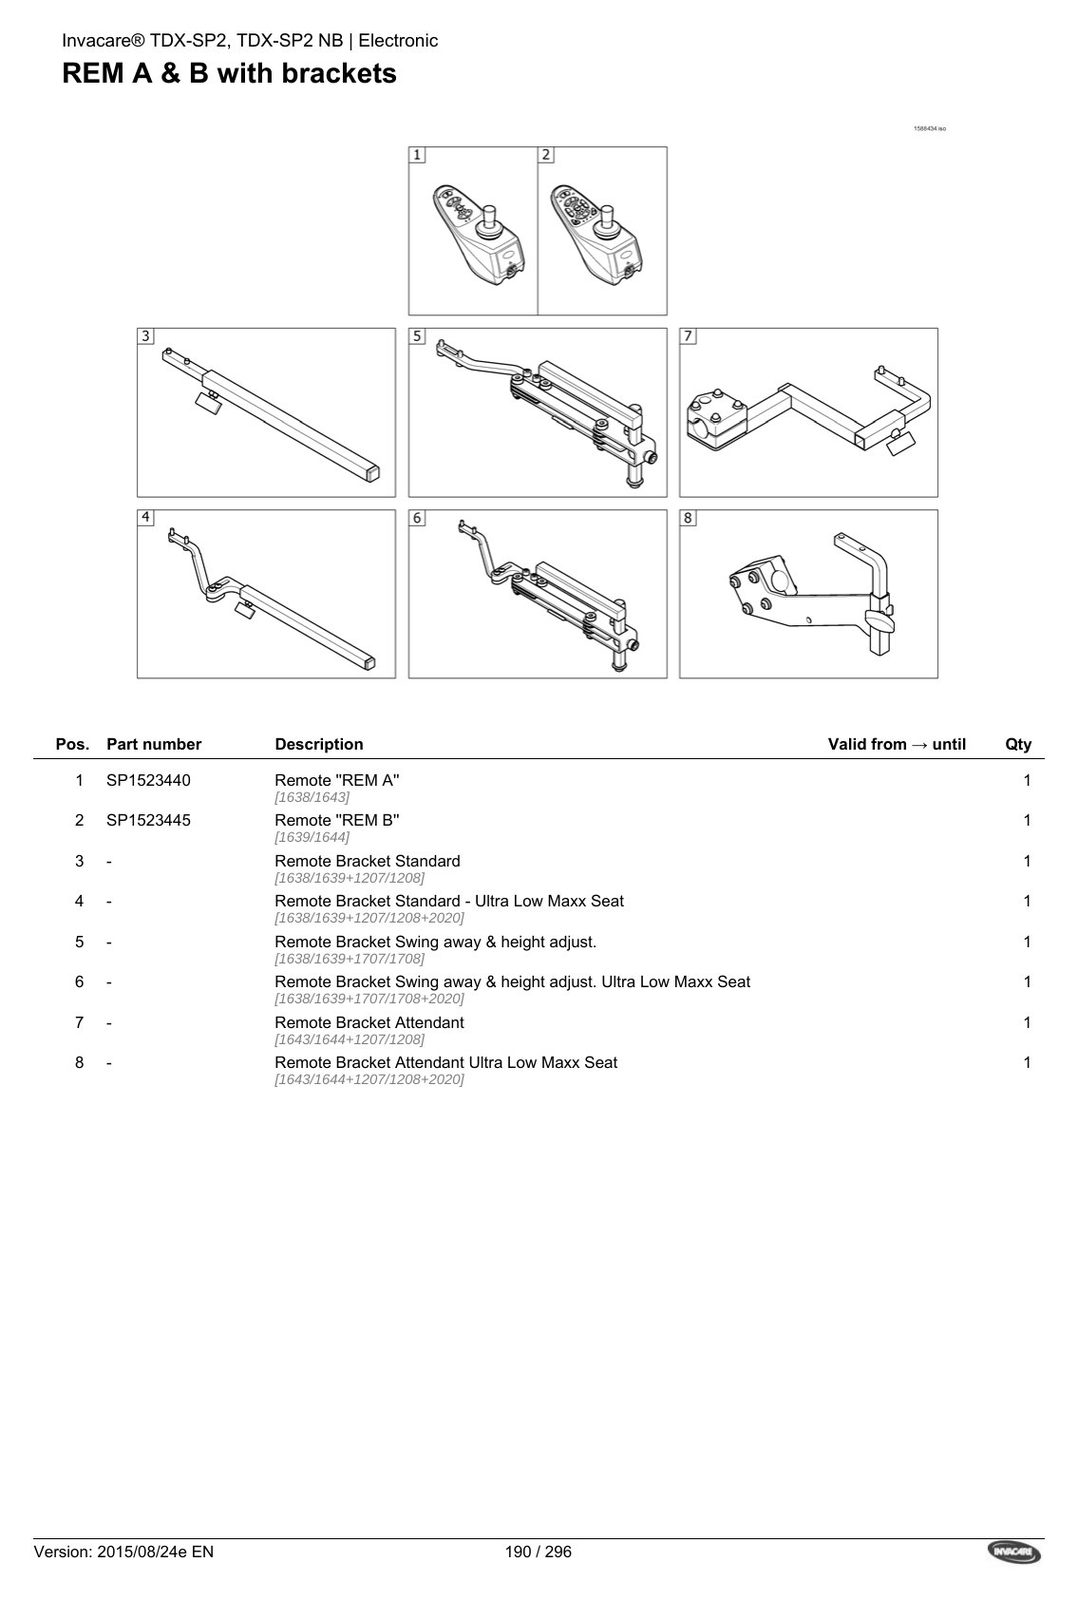 Invacare® TDX-SP2, TDX-SP2 NB | Electronic
REM A & B with brackets
1588434.iso
1
2
3
5
7
4
6
8
Pos. Part number Description Valid from → until Qty
1 SP1523440 Remote "REM A" 1
[1638/1643]
2 SP1523445 Remote "REM B" 1
[1639/1644]
3 - Remote Bracket Standard 1
[1638/1639+1207/1208]
4 - Remote Bracket Standard - Ultra Low Maxx Seat 1
[1638/1639+1207/1208+2020]
5 - Remote Bracket Swing away & height adjust. 1
[1638/1639+1707/1708]
6 - Remote Bracket Swing away & height adjust. Ultra Low Maxx Seat 1
[1638/1639+1707/1708+2020]
7 - Remote Bracket Attendant 1
[1643/1644+1207/1208]
8 - Remote Bracket Attendant Ultra Low Maxx Seat 1
[1643/1644+1207/1208+2020]
Version: 2015/08/24e EN 190 / 296 INVACARE